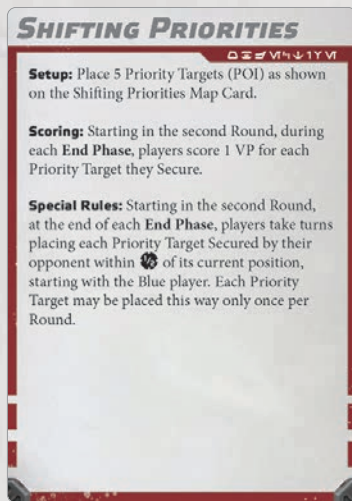 SHIFTING PRIORITIES
Setup: Place 5 Priority Targets (POI) as shown
on the Shifting Priorities Map Card.
Scoring: Starting in the second Round, during
each End Phase, players score 1 VP for each
Priority Target they Secure.
Special Rules: Starting in the second Round,
at the end of each End Phase, players take turns
placing each Priority Target Secured by their
opponent within ½ of its current position,
starting with the Blue player. Each Priority
Target may be placed this way only once per
Round.